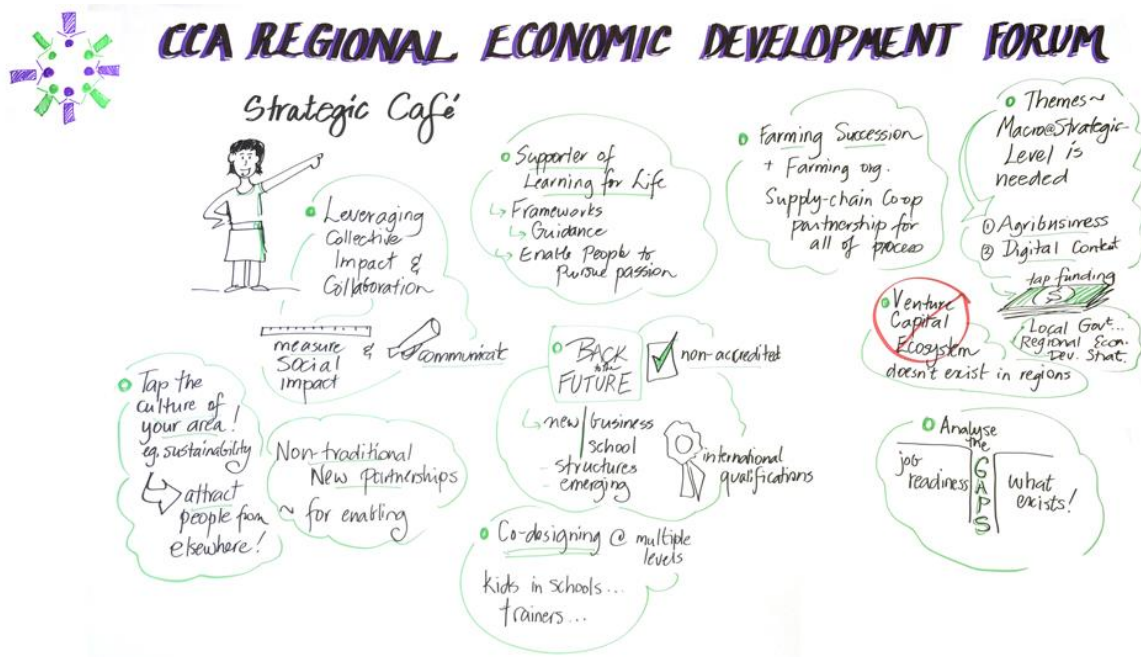 CCA REGIONAL ECONOMIC DEVELOPMENT FORUM
Strategic Café
Leveraging
Collective
Impact &
Collaboration
measure
Social
impact
&
communicate
Tap the
culture of
your area!
eg. sustainability
attract
people from
elsewhere!
Non-traditional
New partnerships
~ for enabling
Supporter of
Learning for Life
Frameworks
Guidance
Enable People to
Pursue passion
BACK
to the
FUTURE
non-accredited
new/business
school
- structures
- emerging
international
qualifications
Co-designing @ multiple
levels
kids in schools...
trainers...
Farming Succession
+ Farming org.
Supply-chain Co-op
partnership for
all of process
Themes~
Macro@Strategic
Level is
needed
① Agribusiness
② Digital Content
tap funding
$
Local Govt...
Regional Econ.
Dev. Strat.
Venture
Capital
Ecosystem
doesn't exist in regions
Analyse
the
GAPS
job
readiness
what
exists!